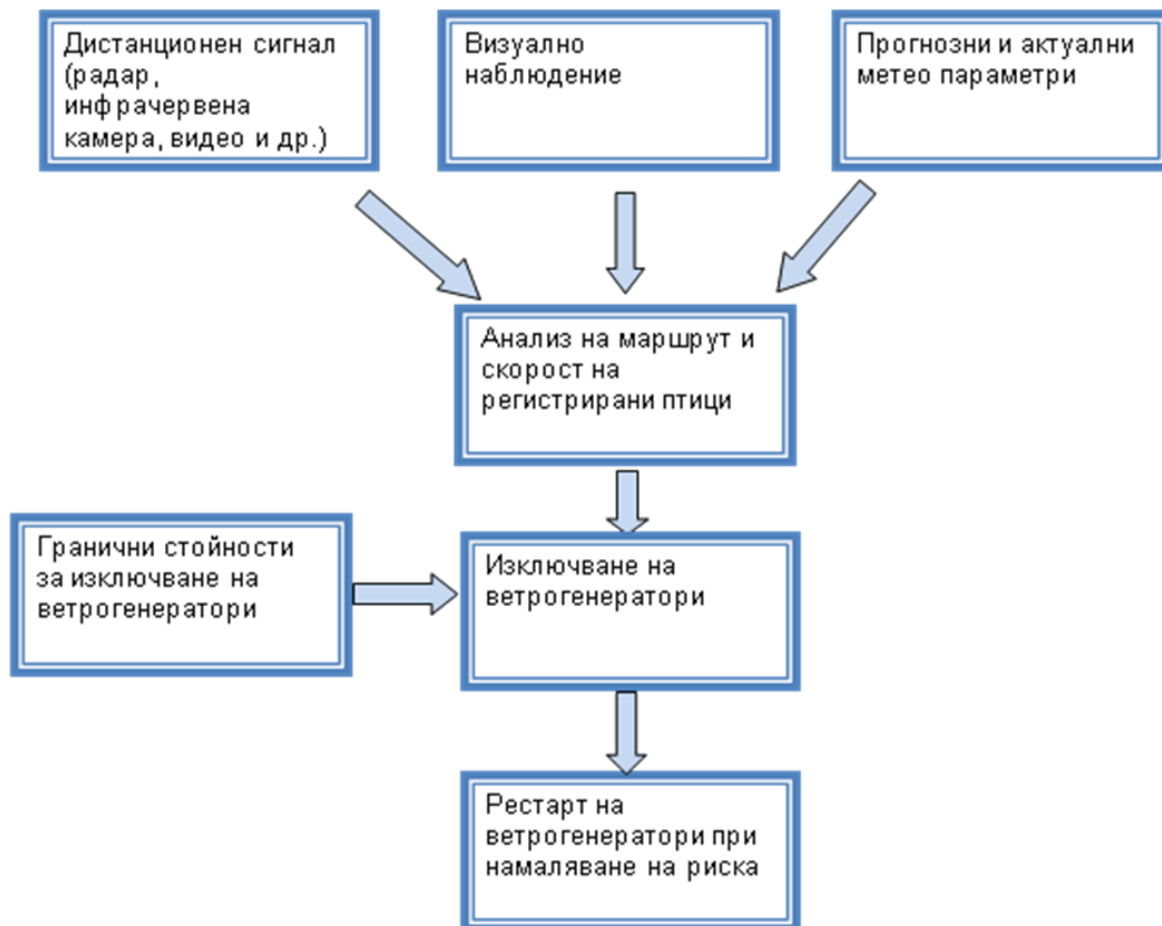 Дистанционен сигнал
(радар,
инфрачервена
камера, видео и др.)
Визуално
наблюдение
Прогнозни и актуални
метео параметри
Анализ на маршрут и
скорост на
регистрирани птици
Гранични стойности
за изключване на
ветрогенератори
Изключване на
ветрогенератори
Рестарт на
ветрогенератори при
намаляване на риска